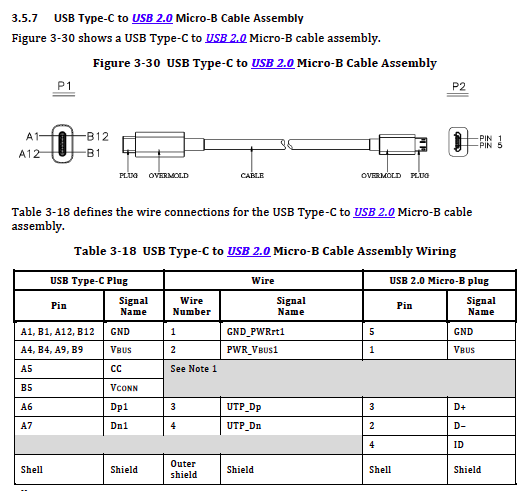 3.5.7 USB Type-C to USB 2.0 Micro-B Cable Assembly
Figure 3-30 shows a USB Type-C to USB 2.0 Micro-B cable assembly.
Figure 3-30 USB Type-C to USB 2.0 Micro-B Cable Assembly
P1 P2
A1 B12 PIN 1
A12 B1 PIN 5
PLUG OVERMOLD CABLE OVERMOLD PLUG
Table 3-18 defines the wire connections for the USB Type-C to USB 2.0 Micro-B cable
assembly.
Table 3-18 USB Type-C to USB 2.0 Micro-B Cable Assembly Wiring
USB Type-C Plug Wire USB 2.0 Micro-B plug
Pin Signal Name Wire Number Signal Name Pin Signal Name
A1, B1, A12, B12 GND 1 GND_PWRrt1 5 GND
A4, B4, A9, B9 VBUS 2 PWR_VBUS1 1 VBUS
A5 CC See Note 1
B5 VCONN
A6 Dp1 3 UTP_Dp 3 D+
A7 Dn1 4 UTP_Dn 2 D–
4 ID
Shell Shield Outer shield Shield Shell Shield